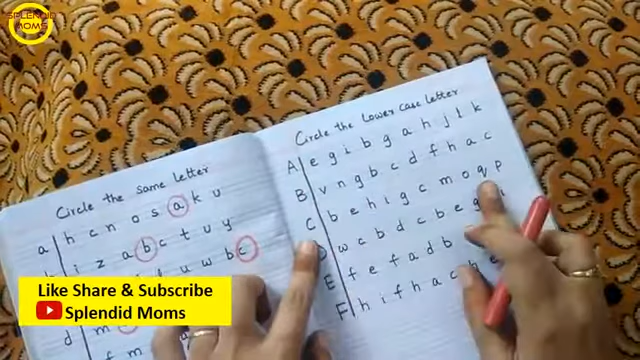 SPLENDID
MOMS
Circle the same letter
a h c n o s a k u
i z a b c t u y
t u w b c
d m
f m
Circle the Lower case letter
A e g i b g a h j l k
B v n g b c d f h a c
C b e h i g c m o q p
w c b d c b e g
E f e f a d b
F h i f h a c h e
Like Share & Subscribe
Splendid Moms